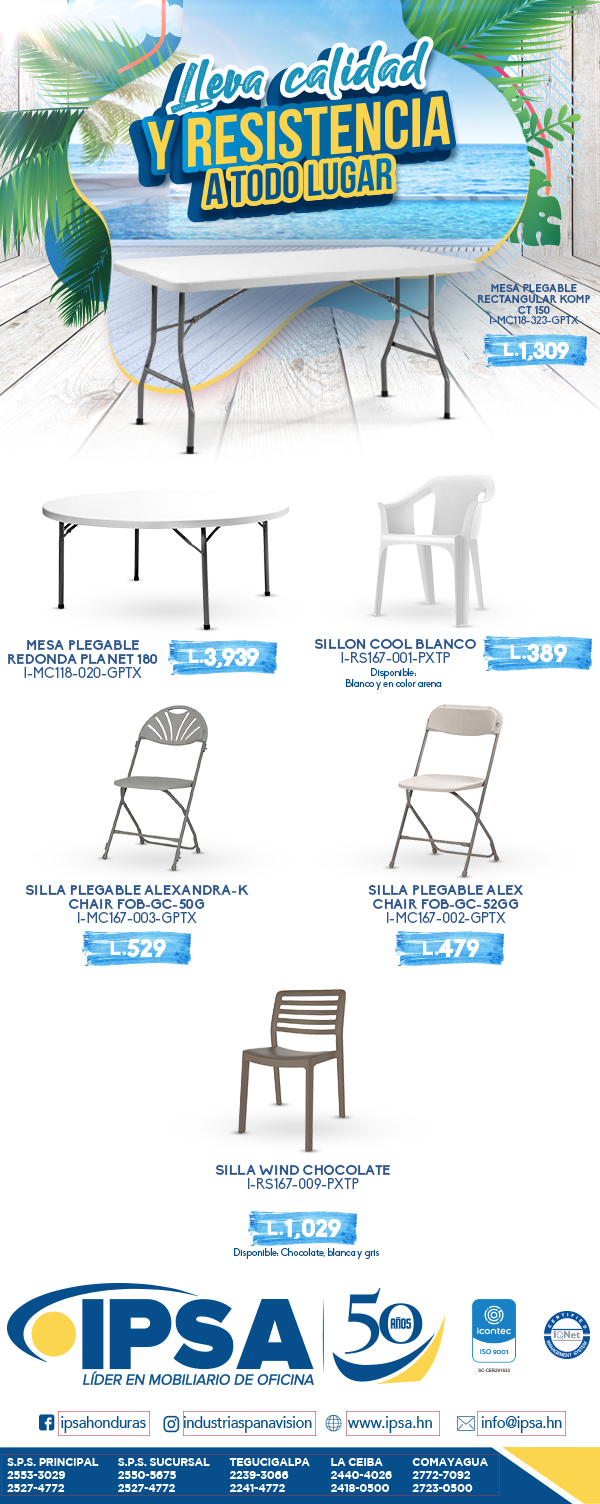 Lleva calidad
Y RESISTENCIA
A TODO LUGAR
MESA PLEGABLE
RECTANGULAR KOMP
CT 150
I-MC118-323-GPTX
L.1,309
MESA PLEGABLE
REDONDA PLANET 180
I-MC118-020-GPTX
L.3,939
SILLON COOL BLANCO
I-RS167-001-PXTP
Disponible:
Blanco y en color arena
L.389
SILLA PLEGABLE ALEXANDRA-K
CHAIR FOB-GC-50G
I-MC167-003-GPTX
L.529
SILLA PLEGABLE ALEX
CHAIR FOB-GC-52GG
I-MC167-002-GPTX
L.479
SILLA WIND CHOCOLATE
I-RS167-009-PXTP
L.1,029
Disponible: Chocolate, blanca y gris
IPSA
LÍDER EN MOBILIARIO DE OFICINA
50 AÑOS
icontec
ISO 9001
SC-CER291633
CERTIFIED
IQNet
MANAGEMENT SYSTEM
ipsahonduras industriaspanavision www.ipsa.hn info@ipsa.hn
S.P.S. PRINCIPAL S.P.S. SUCURSAL TEGUCIGALPA LA CEIBA COMAYAGUA
2553-3029 2550-5675 2239-3066 2440-4026 2772-7092
2527-4772 2527-4772 2241-4772 2418-0500 2723-0500